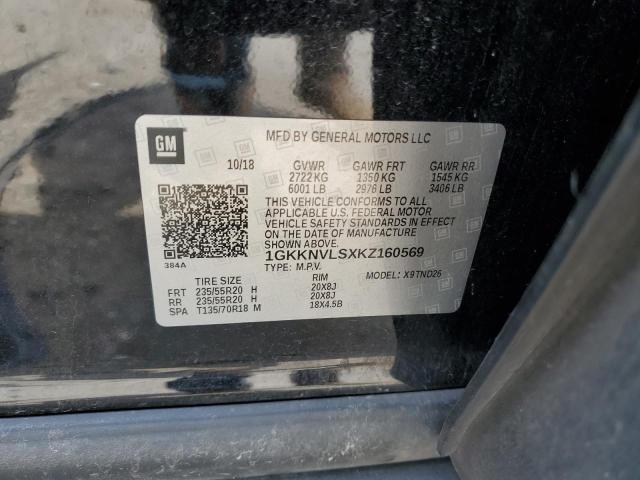 GM
MFD BY GENERAL MOTORS LLC
10/18 GVWR GAWR FRT GAWR RR
2722 KG 1350 KG 1545 KG
6001 LB 2976 LB 3406 LB
THIS VEHICLE CONFORMS TO ALL
APPLICABLE U.S. FEDERAL MOTOR
VEHICLE SAFETY STANDARDS IN EFFECT
ON THE DATE OF MANUFACTURE
SHOWN ABOVE.
1GKKNVLSXKZ160569
384A
TYPE: M.P.V. MODEL: X9TND26
TIRE SIZE RIM
FRT 235/55R20 H 20X8J
RR 235/55R20 H 20X8J
SPA T135/70R18 M 18X4.5B